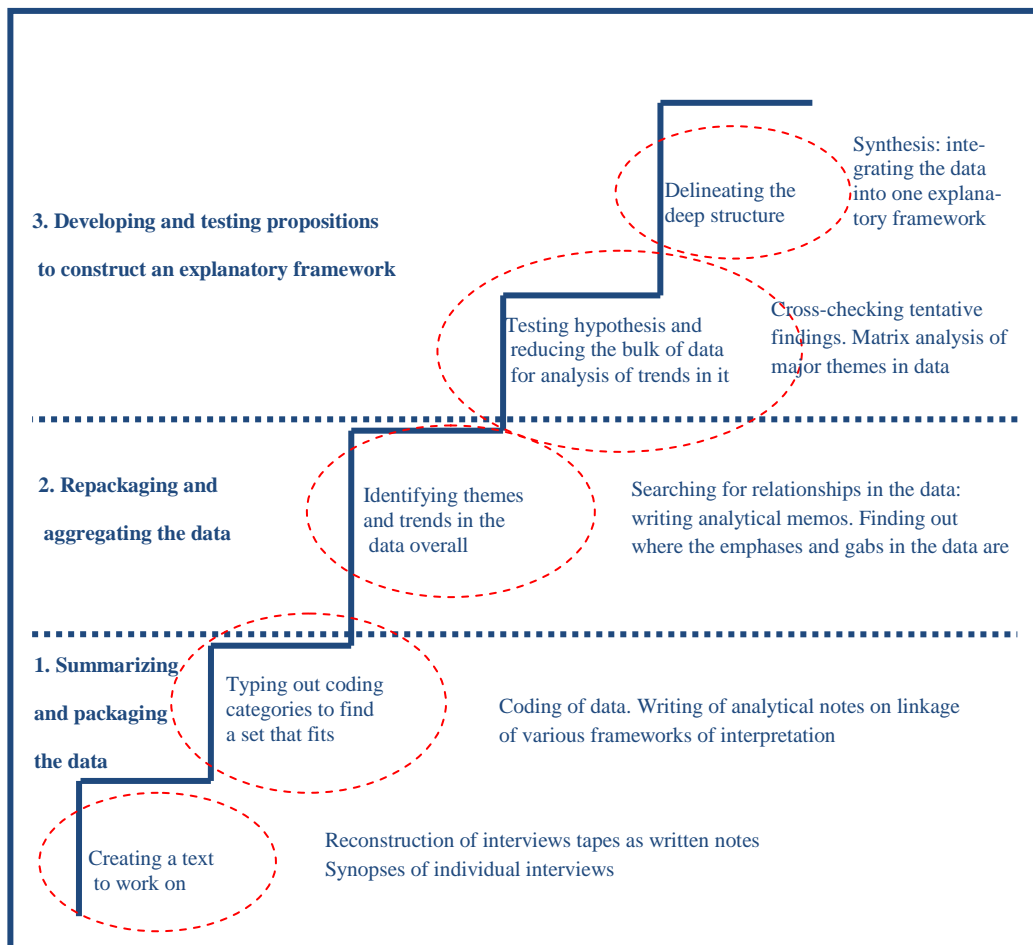 Synthesis: inte-
grating the data
into one explana-
tory framework
Delineating the
deep structure
3. Developing and testing propositions
to construct an explanatory framework
Cross-checking tentative
findings. Matrix analysis of
major themes in data
Testing hypothesis and
reducing the bulk of data
for analysis of trends in it
2. Repackaging and
aggregating the data
Identifying themes
and trends in the
data overall
Searching for relationships in the data:
writing analytical memos. Finding out
where the emphases and gabs in the data are
1. Summarizing
and packaging
the data
Typing out coding
categories to find
a set that fits
Coding of data. Writing of analytical notes on linkage
of various frameworks of interpretation
Creating a text
to work on
Reconstruction of interviews tapes as written notes
Synopses of individual interviews